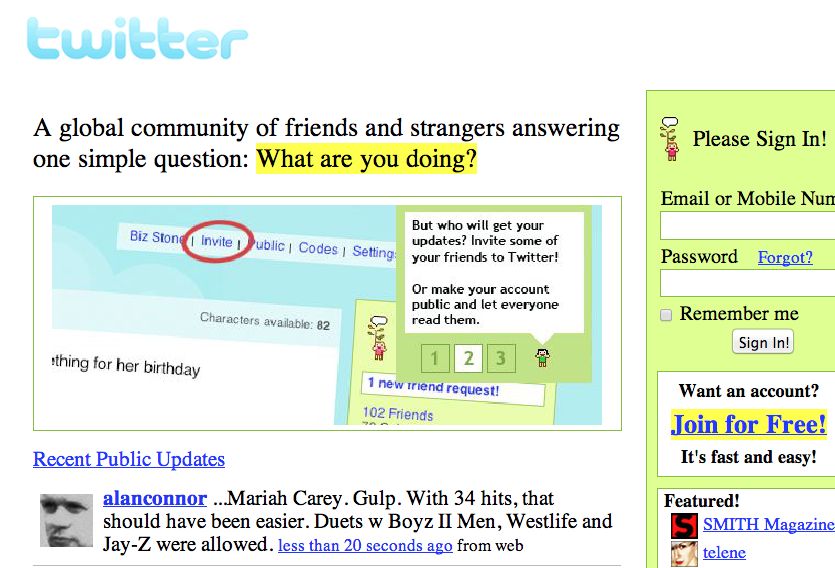 twitter
A global community of friends and strangers answering
one simple question: What are you doing?
Biz Stone | Invite | Public | Codes | Settings
Characters available: 82
thing for her birthday
1 new friend request!
102 Friends
But who will get your
updates? Invite some of
your friends to Twitter!
Or make your account
public and let everyone
read them.
1 2 3
Recent Public Updates
alanconnor ...Mariah Carey. Gulp. With 34 hits, that
should have been easier. Duets w Boyz II Men, Westlife and
Jay-Z were allowed. less than 20 seconds ago from web
Please Sign In!
Email or Mobile Num
Password Forgot?
Remember me
Sign In!
Want an account?
Join for Free!
It's fast and easy!
Featured!
SMITH Magazine
telene